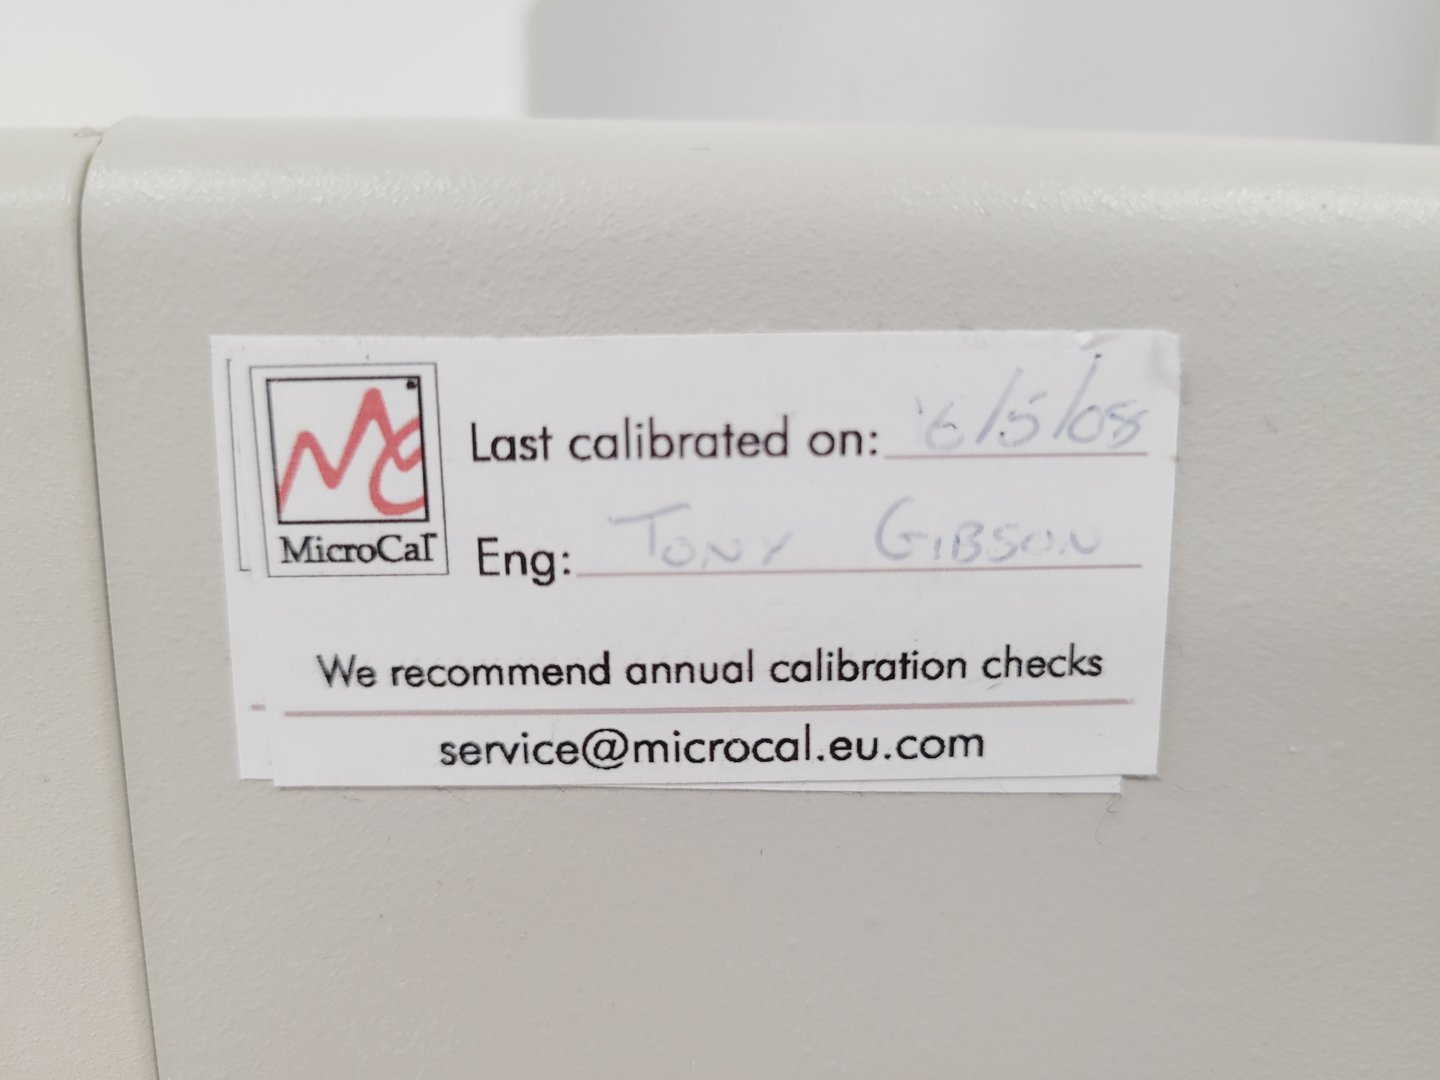 MC
MicroCal
Last calibrated on: 16/5/08
Eng: TONY GIBSON
We recommend annual calibration checks
service@microcal.eu.com